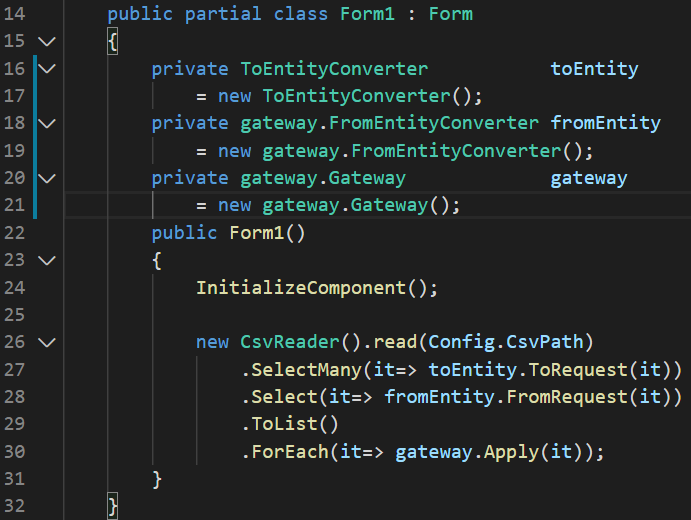 14 public partial class Form1 : Form
15 {
16 private ToEntityConverter toEntity
17 = new ToEntityConverter();
18 private gateway.FromEntityConverter fromEntity
19 = new gateway.FromEntityConverter();
20 private gateway.Gateway gateway
21 = new gateway.Gateway();
22 public Form1()
23 {
24 InitializeComponent();
25
26 new CsvReader().read(Config.CsvPath)
27 .SelectMany(it=> toEntity.ToRequest(it))
28 .Select(it=> fromEntity.FromRequest(it))
29 .ToList()
30 .ForEach(it=> gateway.Apply(it));
31 }
32 }